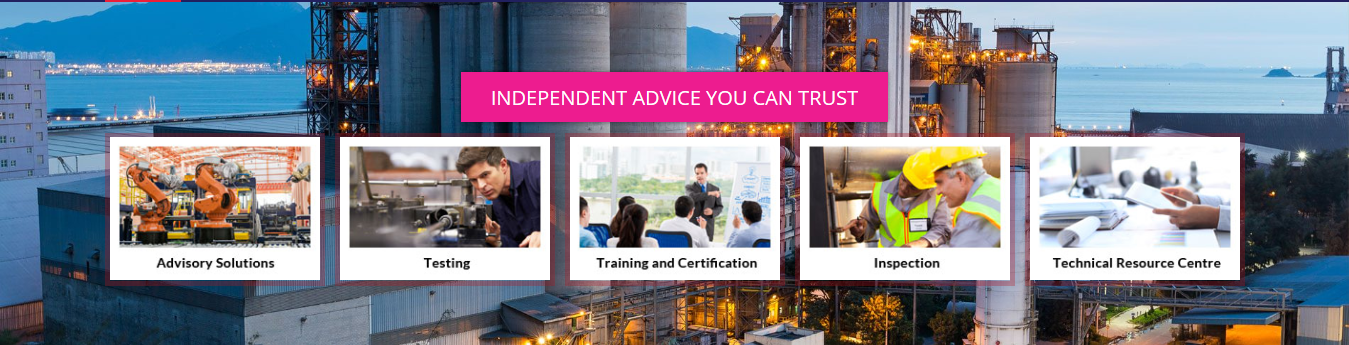 INDEPENDENT ADVICE YOU CAN TRUST
Advisory Solutions
Testing
Training and Certification
Inspection
Technical Resource Centre